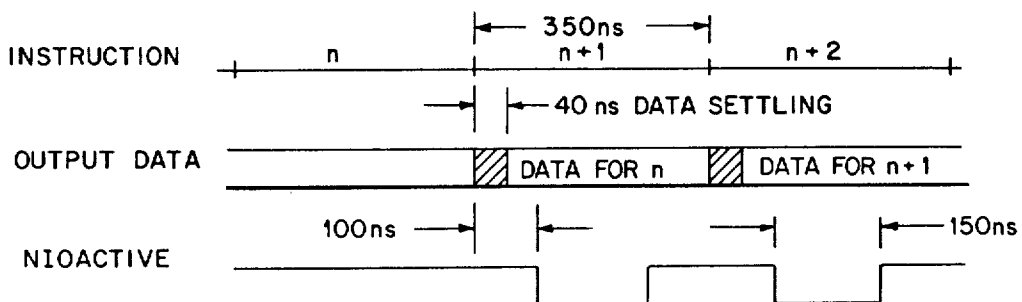 350ns
INSTRUCTION n n+1 n+2
40 ns DATA SETTLING
OUTPUT DATA DATA FOR n DATA FOR n+1
100ns 150ns
NIOACTIVE